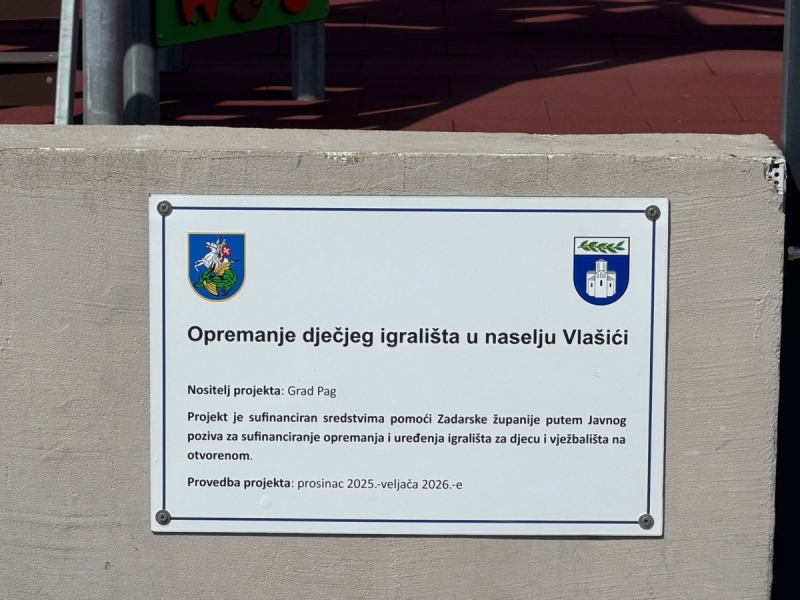 Opremanje dječjeg igrališta u naselju Vlašići
Nositelj projekta: Grad Pag
Projekt je sufinanciran sredstvima pomoći Zadarske županije putem Javnog
poziva za sufinanciranje opremanja i uređenja igrališta za djecu i vježbališta na
otvorenom.
Provedba projekta: prosinac 2025.-veljača 2026.-e